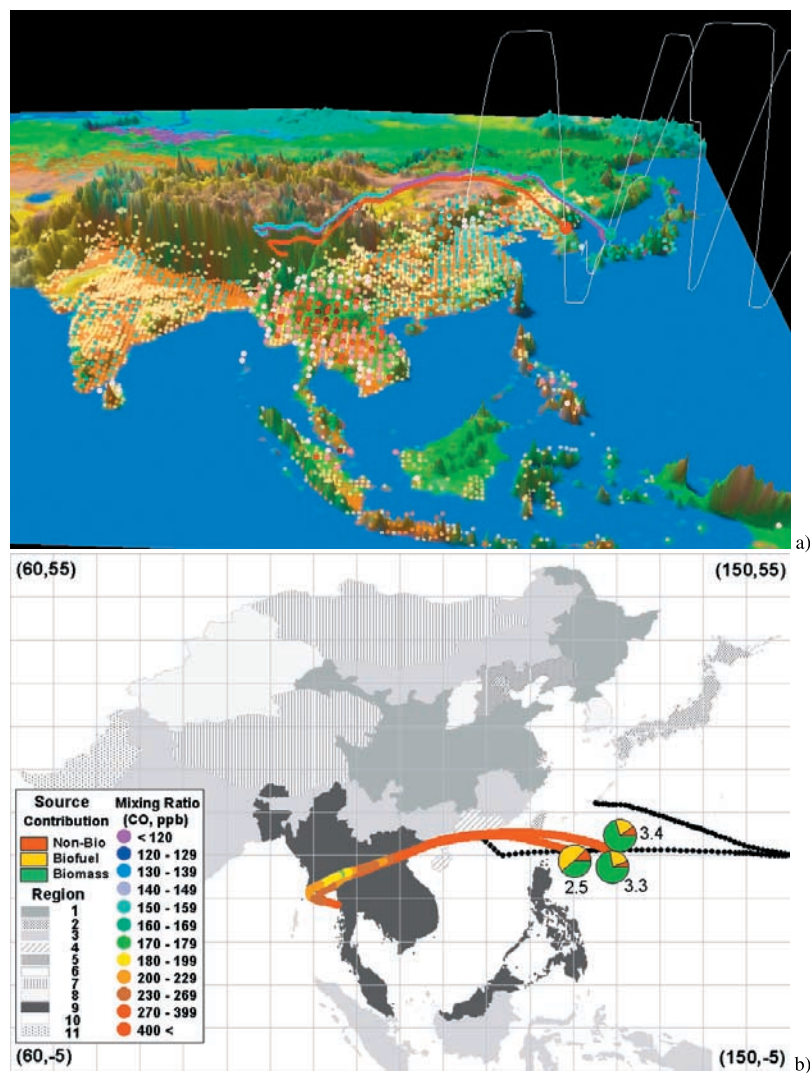 a)
(60,55) (150,55)
Source Contribution
Non-Bio
Biofuel
Biomass
Region
1
2
3
4
5
6
7
8
9
10
11
Mixing Ratio
(CO, ppb)
< 120
120 - 129
130 - 139
140 - 149
150 - 159
160 - 169
170 - 179
180 - 199
200 - 229
230 - 269
270 - 399
400 <
3.4
2.5
3.3
(60,-5) (150,-5)
b)